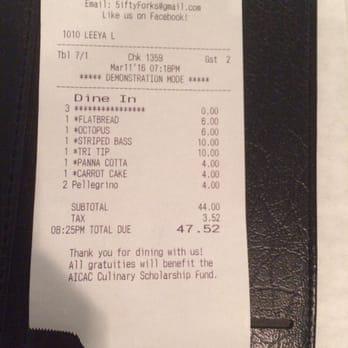 Email: 5iftyForks@gmail.com
Like us on Facebook!
1010 LEEYA L
Tbl 7/1 Chk 1359 Gst 2
Mar11'16 07:18PM
***** DEMONSTRATION MODE *****
Dine In
3 **************** 0.00
1 *FLATBREAD 6.00
1 *OCTOPUS 6.00
1 *STRIPED BASS 10.00
1 *TRI TIP 10.00
1 *PANNA COTTA 4.00
1 *CARROT CAKE 4.00
2 Pellegrino 4.00
SUBTOTAL 44.00
TAX 3.52
08:25PM TOTAL DUE 47.52
Thank you for dining with us!
All gratuities will benefit the
AICAC Culinary Scholarship Fund.